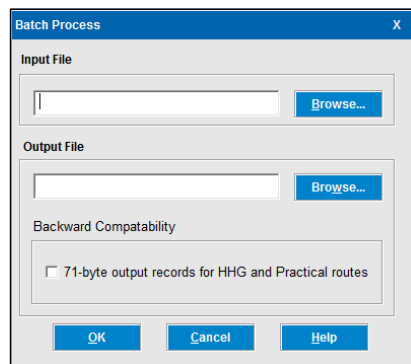 Batch Process X
Input File
Browse...
Output File
Browse...
Backward Compatability
71-byte output records for HHG and Practical routes
OK Cancel Help